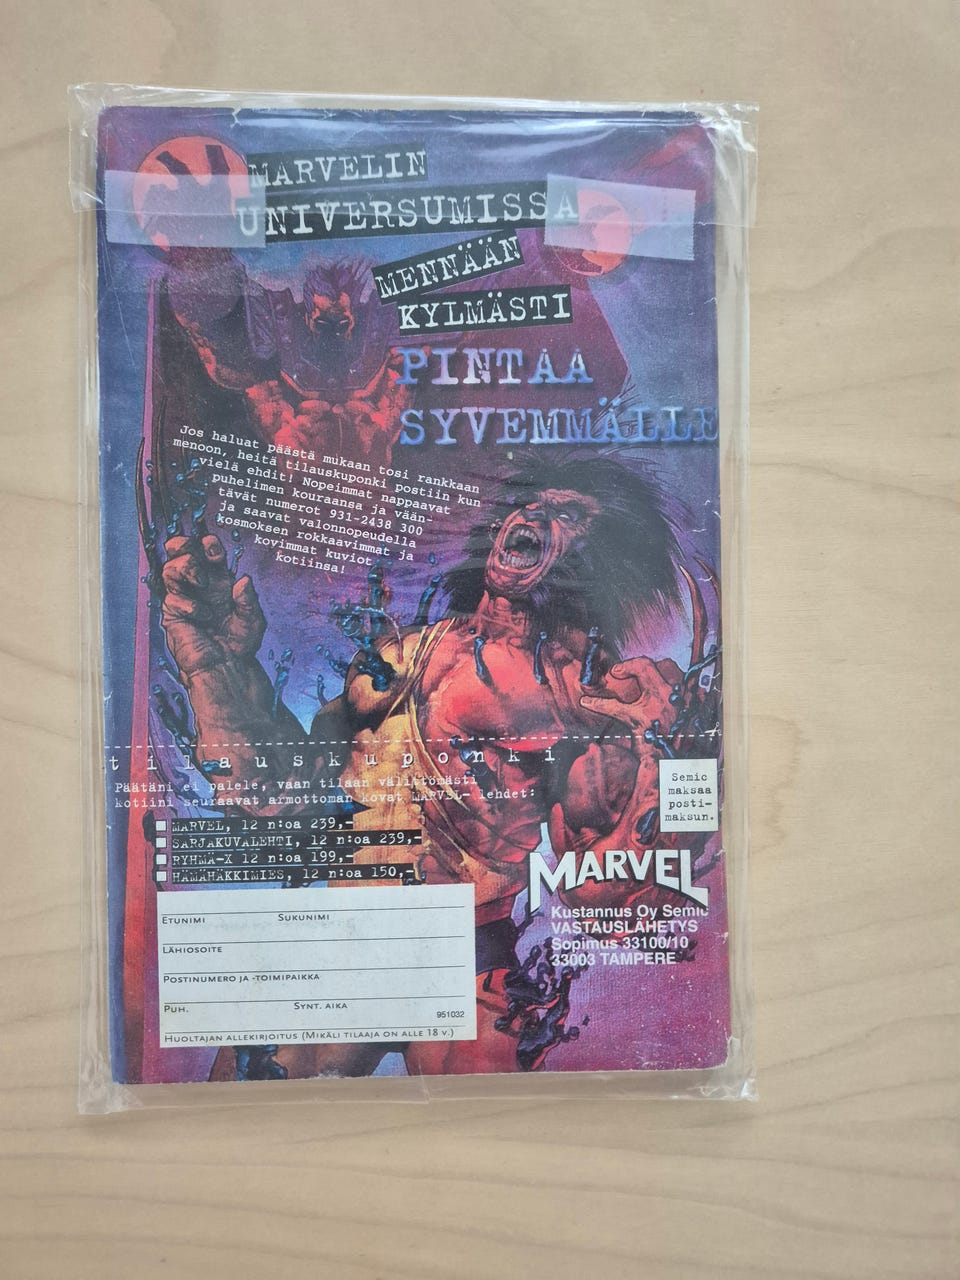 MARVELIN
UNIVERSUMISSA
MENNÄÄN
KYLMÄSTI
PINTAA
SYVEMMÄLLE
Jos haluat päästä mukaan tosi rankkaan
menoon, heitä tilauskuponki postiin kun
vielä ehdit! Nopeimmat nappaavat
puhelimen kouraansa ja vään-
tävät numerot 931-2438 300
ja saavat valonnopeudella
kosmoksen rokkaavimmat ja
kovimmat kuviot
kotiinsa!
tilauskuponki
Päätäni ei palele, vaan tilaan välittömästi
kotiini seuraavat armottoman kovat MARVEL- lehdet:
MARVEL, 12 n:oa 239,-
SARJAKUVALEHTI, 12 n:oa 239,-
RYHMÄ-X 12 n:oa 199,-
HÄMÄHÄKKIMIES, 12 n:oa 150,-
Semic
maksaa
posti-
maksun.
MARVEL
Kustannus Oy Semic
VASTAUSLÄHETYS
Sopimus 33100/10
33003 TAMPERE
ETUNIMI SUKUNIMI
LÄHIOSOITE
POSTINUMERO JA -TOIMIPAIKKA
PUH. SYNT. AIKA
951032
HUOLTAJAN ALLEKIRJOITUS (MIKÄLI TILAAJA ON ALLE 18 V.)